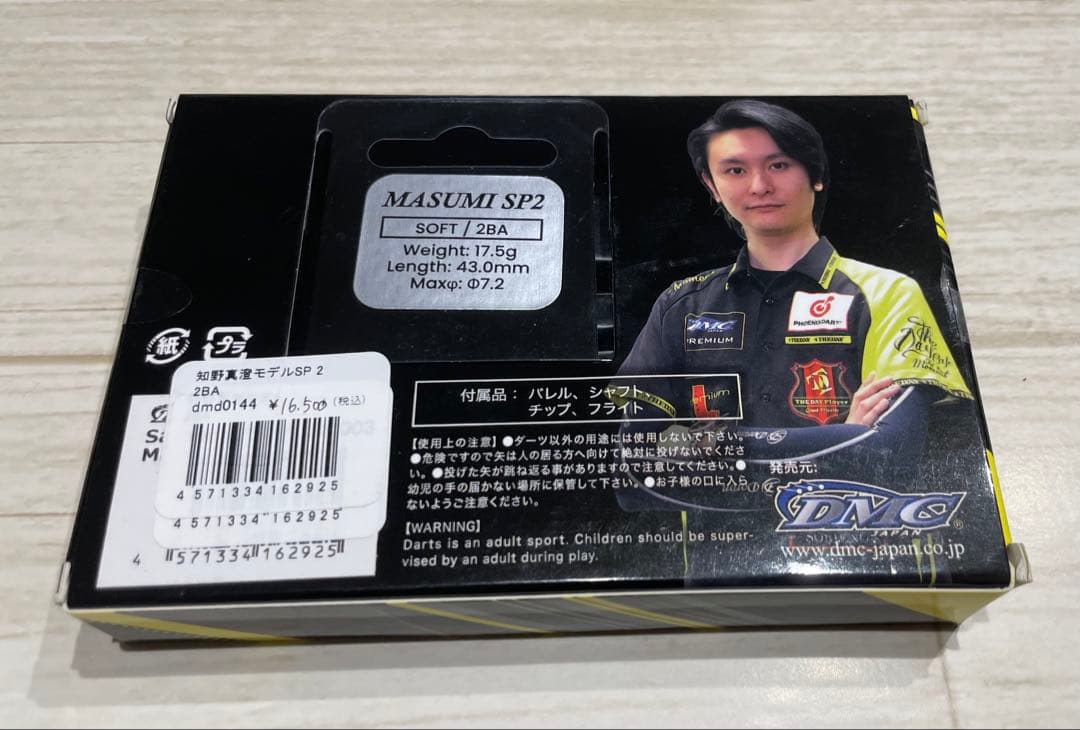 MASUMI SP2
SOFT / 2BA
Weight: 17.5g
Length: 43.0mm
Maxφ: Φ7.2
紙
プラ
知野真澄モデルSP 2
2BA
dmd0144 ¥16,500 (税込)
4571334162925
4571334162925
4 571334 162925
付属品： バレル、シャフト、
チップ、フライト
【使用上の注意】●ダーツ以外の用途には使用しないで下さい。
●危険ですので矢は人の居る方へ向けて絶対に投げないでくださ
い。●投げた矢が跳ね返る事がありますので注意してください。●
幼児の手の届かない場所に保管して下さい。●お子様の口に入ら
ないようご注意ください。
【WARNING】
Darts is an adult sport. Children should be super-
vised by an adult during play.
発売元:
DMC
JAPAN
®
www.dmc-japan.co.jp
DMC
JAPAN
PREMIUM
PHOENIXDARTS
THE DAY Player